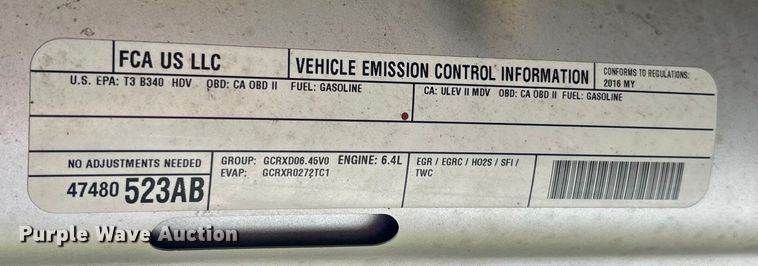 FCA US LLC
VEHICLE EMISSION CONTROL INFORMATION
CONFORMS TO REGULATIONS:
2016 MY
U.S. EPA: T3 B340 HDV OBD: CA OBD II FUEL: GASOLINE
CA: ULEV II MDV OBD: CA OBD II FUEL: GASOLINE
NO ADJUSTMENTS NEEDED
47480 523AB
GROUP: GCRXD06.45V0 ENGINE: 6.4L
EVAP: GCRXR0272TC1
EGR / EGRC / HO2S / SFI /
TWC
Purple Wave Auction